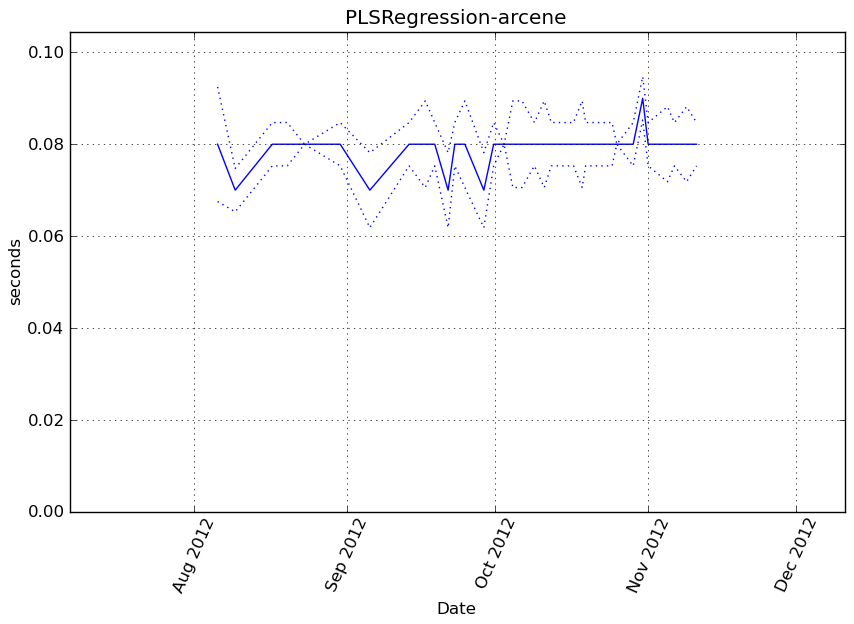 PLSRegression-arcene
0.10
0.08
0.06
0.04
0.02
0.00
seconds
Aug 2012
Sep 2012
Oct 2012
Nov 2012
Dec 2012
Date